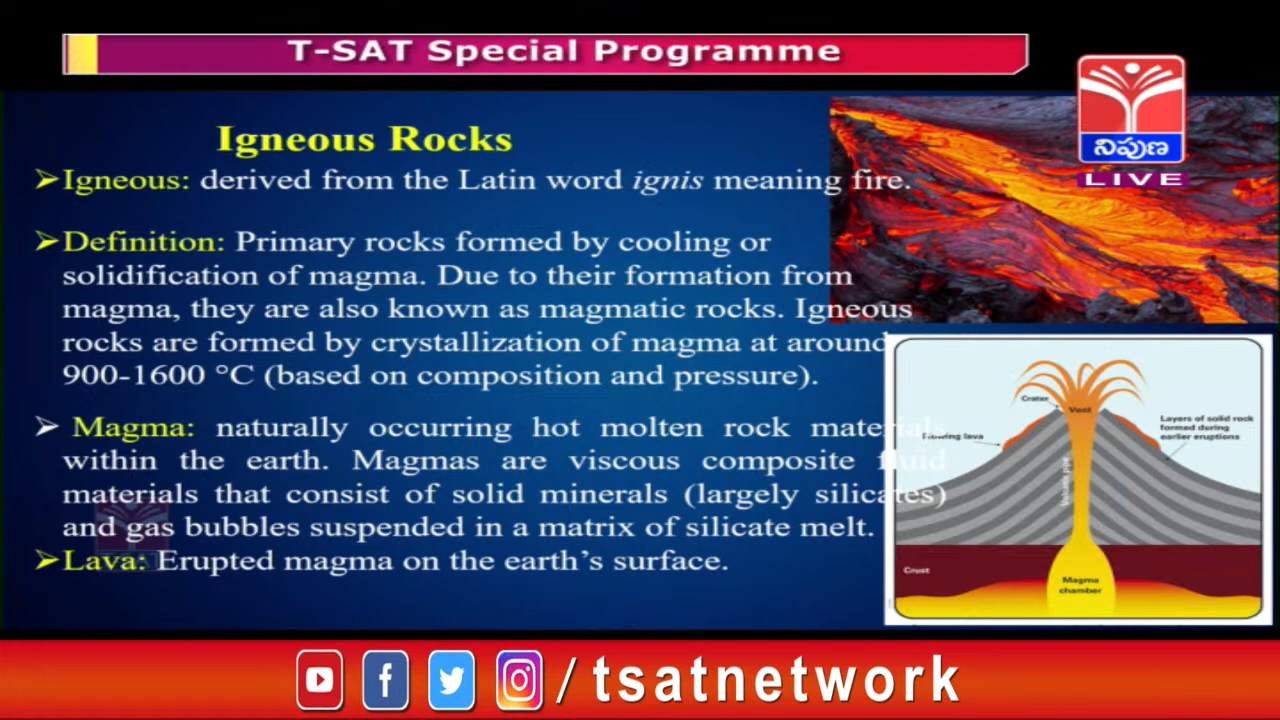 T-SAT Special Programme
నిపుణ
LIVE
Igneous Rocks
➢Igneous: derived from the Latin word ignis meaning fire.
➢Definition: Primary rocks formed by cooling or
solidification of magma. Due to their formation from
magma, they are also known as magmatic rocks. Igneous
rocks are formed by crystallization of magma at around
900-1600 °C (based on composition and pressure).
➢ Magma: naturally occurring hot molten rock materials
within the earth. Magmas are viscous composite fluid
materials that consist of solid minerals (largely silicates)
and gas bubbles suspended in a matrix of silicate melt.
➢Lava: Erupted magma on the earth's surface.
Crater
Vent
Flowing lava
Layers of solid rock
formed during
earlier eruptions
Volcanic pipe
Crust
Magma
chamber
/tsatnetwork